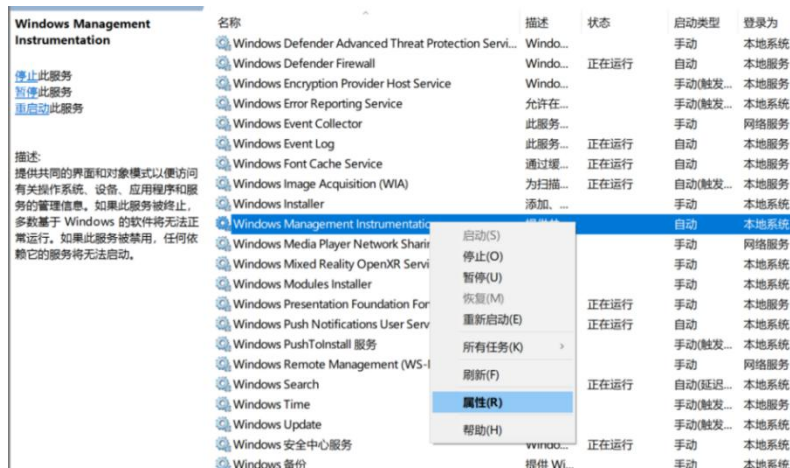 Windows Management
Instrumentation
停止此服务
暂停此服务
重启动此服务
描述:
提供共同的界面和对象模式以便访问
有关操作系统、设备、应用程序和服
务的管理信息。如果此服务被终止，
多数基于 Windows 的软件将无法正
常运行。如果此服务被禁用，任何依
赖它的服务将无法启动。
名称 描述 状态 启动类型 登录为
Windows Defender Advanced Threat Protection Servi... Windo... 手动 本地系统
Windows Defender Firewall Windo... 正在运行 自动 本地服务
Windows Encryption Provider Host Service Windo... 手动(触发... 本地服务
Windows Error Reporting Service 允许在... 手动(触发... 本地系统
Windows Event Collector 此服务... 手动 网络服务
Windows Event Log 此服务... 正在运行 自动 本地服务
Windows Font Cache Service 通过缓... 正在运行 自动 本地服务
Windows Image Acquisition (WIA) 为扫描... 正在运行 自动(触发... 本地服务
Windows Installer 添加、... 手动 本地系统
Windows Management Instrumentatio 自动 本地系统
Windows Media Player Network Sharin 手动 网络服务
Windows Mixed Reality OpenXR Servi 手动 本地系统
Windows Modules Installer 手动 本地系统
Windows Presentation Foundation Fon 正在运行 手动 本地服务
Windows Push Notifications User Serv 正在运行 自动 本地系统
Windows PushToInstall 服务 手动(触发... 本地系统
Windows Remote Management (WS- 手动 网络服务
Windows Search 正在运行 自动(延迟... 本地系统
Windows Time 手动(触发... 本地服务
Windows Update 手动(触发... 本地系统
Windows 安全中心服务 Windo... 正在运行 手动 本地系统
Windows 备份 提供 Wi... 手动 本地系统
启动(S)
停止(O)
暂停(U)
恢复(M)
重新启动(E)
所有任务(K)
刷新(F)
属性(R)
帮助(H)